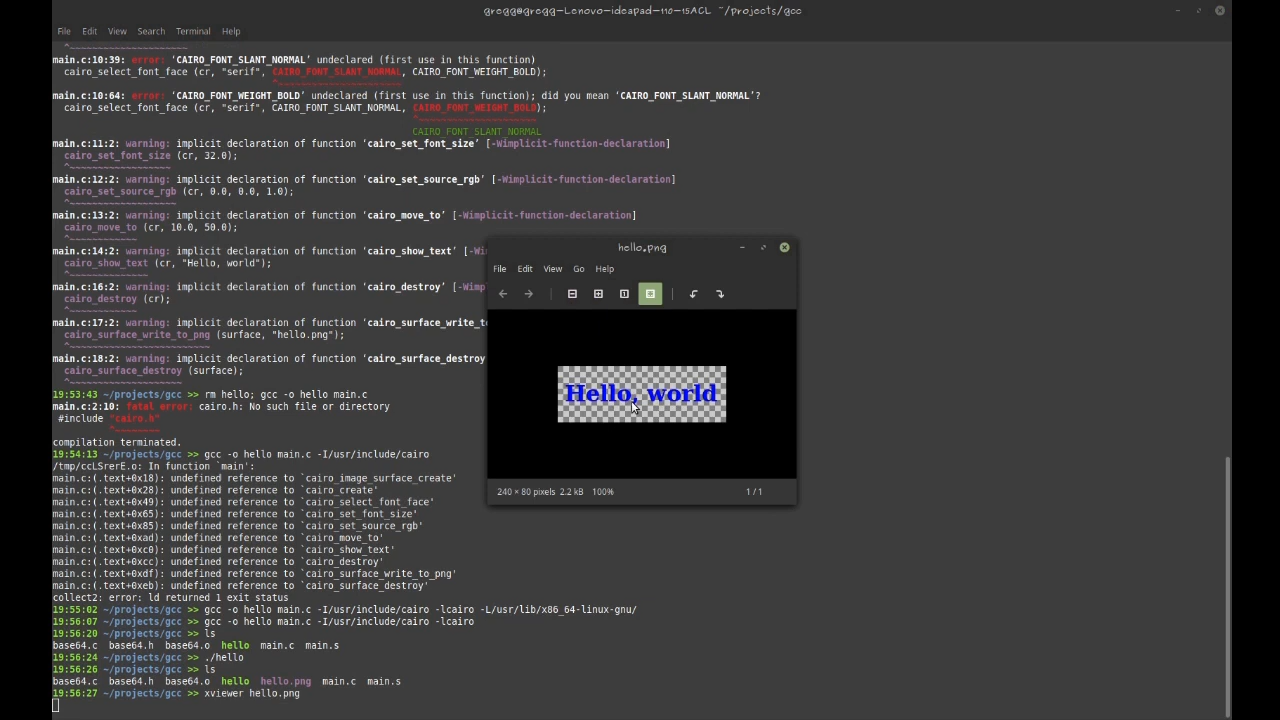 gregg@gregg-Lenovo-ideapad-110-15ACL ~/projects/gcc
File Edit View Search Terminal Help
^~~~~~~~~~~~~~~~~~~~~
main.c:10:39: error: ‘CAIRO_FONT_SLANT_NORMAL’ undeclared (first use in this function)
cairo_select_font_face (cr, "serif", CAIRO_FONT_SLANT_NORMAL, CAIRO_FONT_WEIGHT_BOLD);
^~~~~~~~~~~~~~~~~~~~~~~
main.c:10:64: error: ‘CAIRO_FONT_WEIGHT_BOLD’ undeclared (first use in this function); did you mean ‘CAIRO_FONT_SLANT_NORMAL’?
cairo_select_font_face (cr, "serif", CAIRO_FONT_SLANT_NORMAL, CAIRO_FONT_WEIGHT_BOLD);
^~~~~~~~~~~~~~~~~~~~~~
CAIRO_FONT_SLANT_NORMAL
main.c:11:2: warning: implicit declaration of function ‘cairo_set_font_size’ [-Wimplicit-function-declaration]
cairo_set_font_size (cr, 32.0);
^~~~~~~~~~~~~~~~~~~
main.c:12:2: warning: implicit declaration of function ‘cairo_set_source_rgb’ [-Wimplicit-function-declaration]
cairo_set_source_rgb (cr, 0.0, 0.0, 1.0);
^~~~~~~~~~~~~~~~~~~~
main.c:13:2: warning: implicit declaration of function ‘cairo_move_to’ [-Wimplicit-function-declaration]
cairo_move_to (cr, 10.0, 50.0);
^~~~~~~~~~~~~
main.c:14:2: warning: implicit declaration of function ‘cairo_show_text’ [-Wi
cairo_show_text (cr, "Hello, world");
^~~~~~~~~~~~~~~
main.c:16:2: warning: implicit declaration of function ‘cairo_destroy’ [-Wimp
cairo_destroy (cr);
^~~~~~~~~~~~~
main.c:17:2: warning: implicit declaration of function ‘cairo_surface_write_to
cairo_surface_write_to_png (surface, "hello.png");
^~~~~~~~~~~~~~~~~~~~~~~~~~
main.c:18:2: warning: implicit declaration of function ‘cairo_surface_destroy
cairo_surface_destroy (surface);
^~~~~~~~~~~~~~~~~~~~~
19:53:43 ~/projects/gcc >> rm hello; gcc -o hello main.c
main.c:2:10: fatal error: cairo.h: No such file or directory
#include "cairo.h"
^~~~~~~~~
compilation terminated.
19:54:13 ~/projects/gcc >> gcc -o hello main.c -I/usr/include/cairo
/tmp/ccLSrerE.o: In function `main':
main.c:(.text+0x18): undefined reference to `cairo_image_surface_create'
main.c:(.text+0x28): undefined reference to `cairo_create'
main.c:(.text+0x49): undefined reference to `cairo_select_font_face'
main.c:(.text+0x65): undefined reference to `cairo_set_font_size'
main.c:(.text+0x85): undefined reference to `cairo_set_source_rgb'
main.c:(.text+0xad): undefined reference to `cairo_move_to'
main.c:(.text+0xc0): undefined reference to `cairo_show_text'
main.c:(.text+0xcc): undefined reference to `cairo_destroy'
main.c:(.text+0xdf): undefined reference to `cairo_surface_write_to_png'
main.c:(.text+0xeb): undefined reference to `cairo_surface_destroy'
collect2: error: ld returned 1 exit status
19:55:02 ~/projects/gcc >> gcc -o hello main.c -I/usr/include/cairo -lcairo -L/usr/lib/x86_64-linux-gnu/
19:56:07 ~/projects/gcc >> gcc -o hello main.c -I/usr/include/cairo -lcairo
19:56:20 ~/projects/gcc >> ls
base64.c base64.h base64.o hello main.c main.s
19:56:24 ~/projects/gcc >> ./hello
19:56:26 ~/projects/gcc >> ls
base64.c base64.h base64.o hello hello.png main.c main.s
19:56:27 ~/projects/gcc >> xviewer hello.png
hello.png
File Edit View Go Help
Hello, world
240 × 80 pixels 2.2 kB 100% 1 / 1